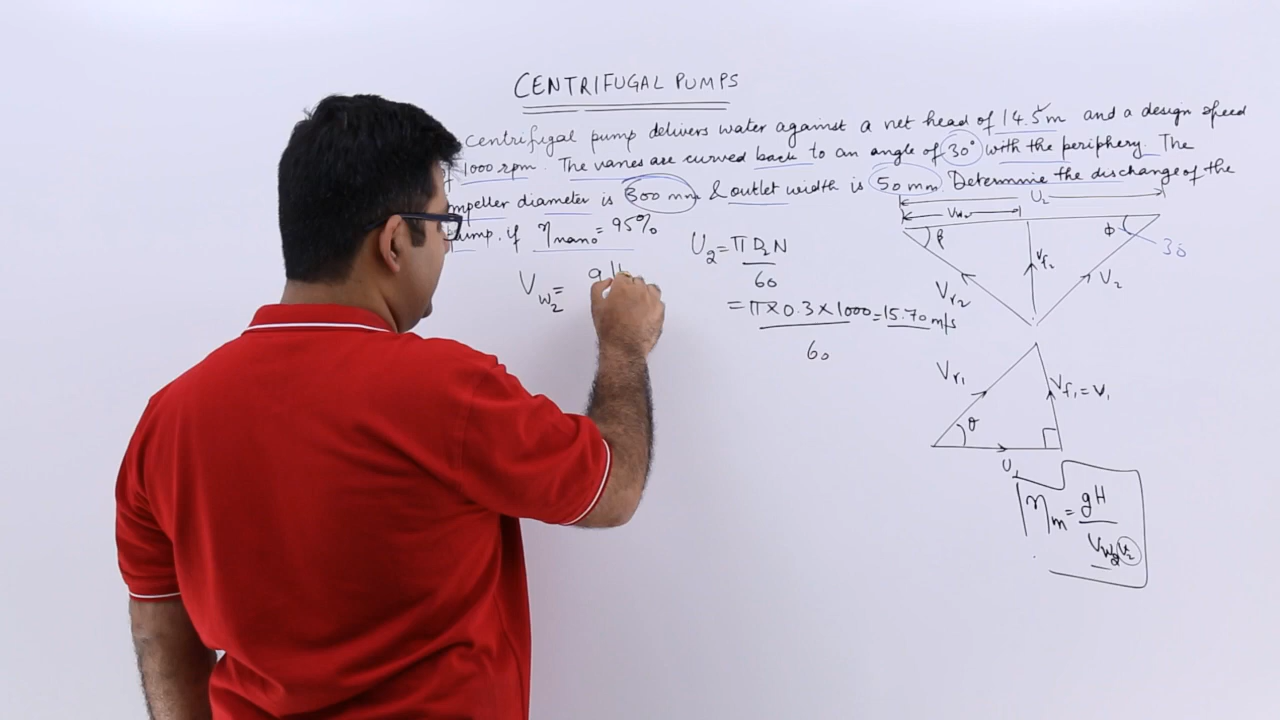 CENTRIFUGAL PUMPS
Centrifugal pump delivers water against a net head of 14.5m and a design speed
f 1000 rpm. The vanes are curved back to an angle of 30° with the periphery. The
mpeller diameter is 300 mm & outlet width is 50 mm. Determine the discharge of the
pump. if η mano = 95%
U2 = π D2 N
60
= π × 0.3 × 1000 = 15.70 m/s
60
Vw2 = gH
U2
Vw2
β
Φ
30
Vf2
Vr2
V2
Vr1
Vf1 = V1
θ
U1
ηm = gH
Vw2 U2